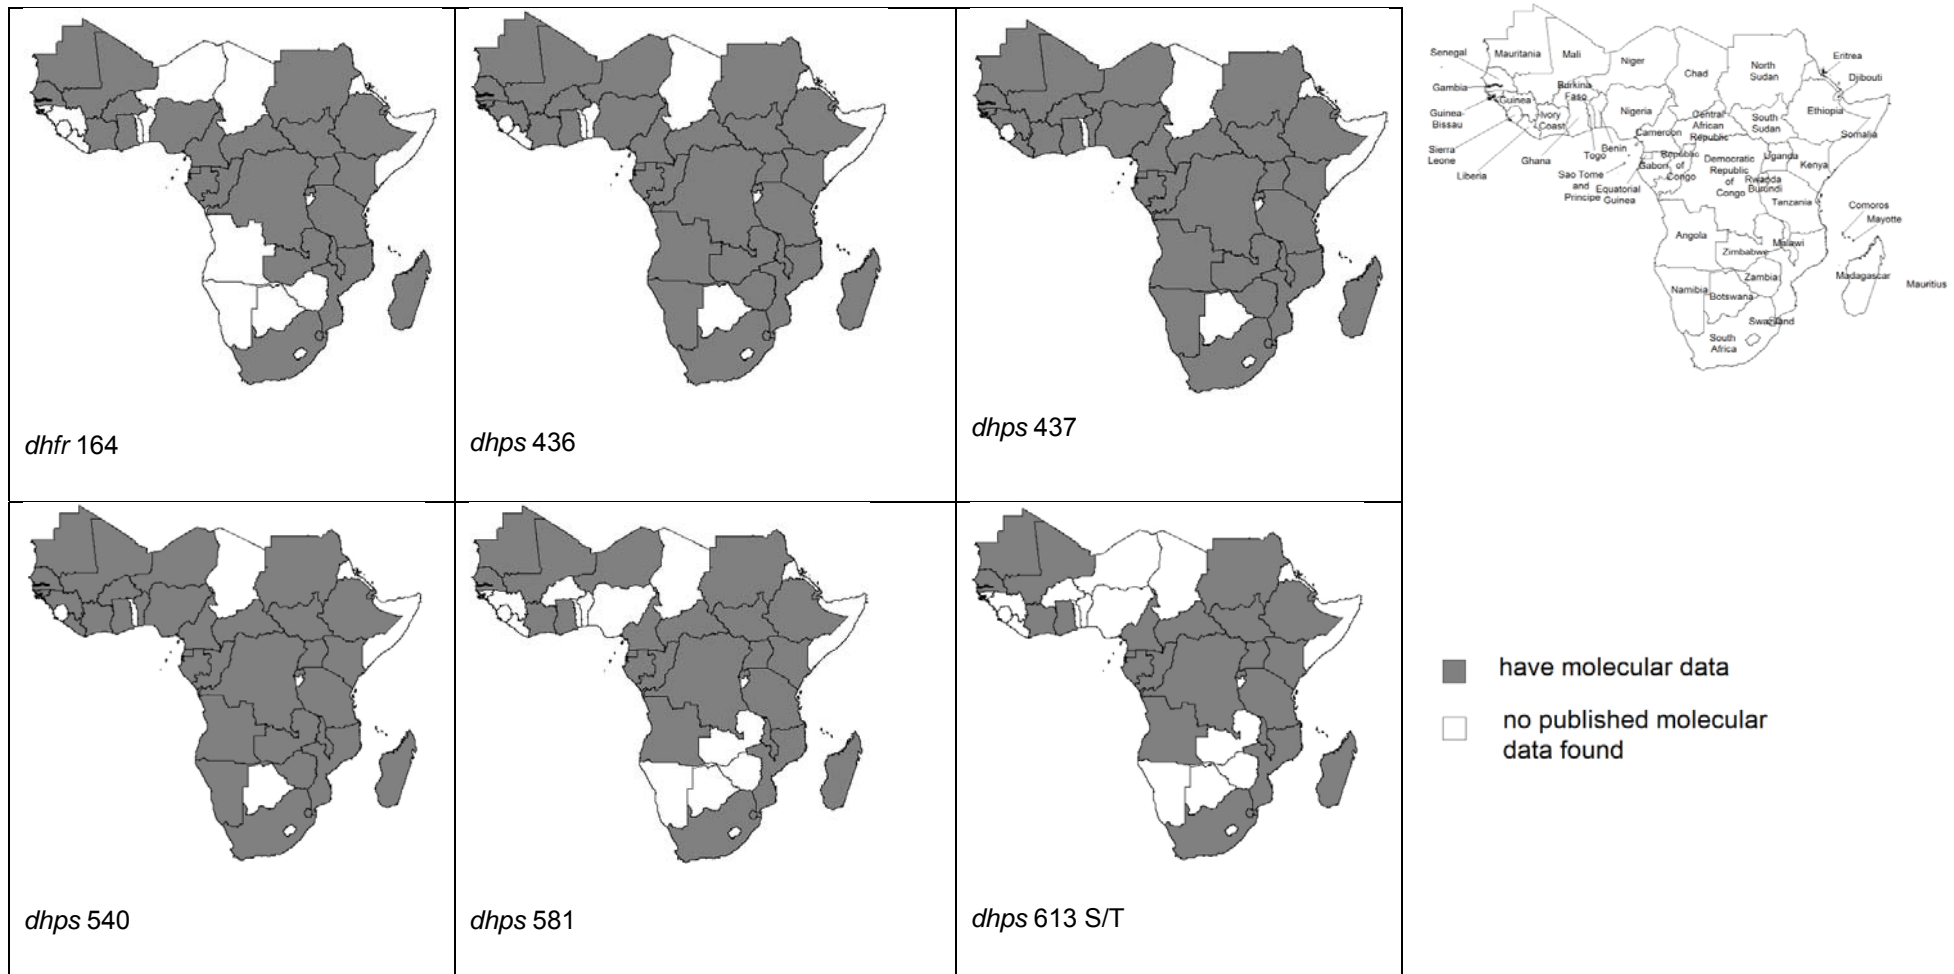 dhfr 164
dhps 436
dhps 437
dhps 540
dhps 581
dhps 613 S/T
Senegal
Mauritania
Mali
Niger
Chad
North
Sudan
Eritrea
Djibouti
Gambia
Guinea
Burkina
Faso
Nigeria
Ethiopia
Guinea-
Bissau
Ivory
Coast
Central
African
Republic
South
Sudan
Somalia
Cameroon
Sierra
Leone
Liberia
Ghana
Togo
Benin
Sao Tome
and
Principe
Equatorial
Guinea
Gabon
Republic
of
Congo
Democratic
Republic
of
Congo
Uganda
Kenya
Rwanda
Burundi
Tanzania
Comoros
Mayotte
Angola
Malawi
Zimbabwe
Zambia
Madagascar
Mauritius
Namibia
Botswana
Swaziland
South
Africa
have molecular data
no published molecular
data found